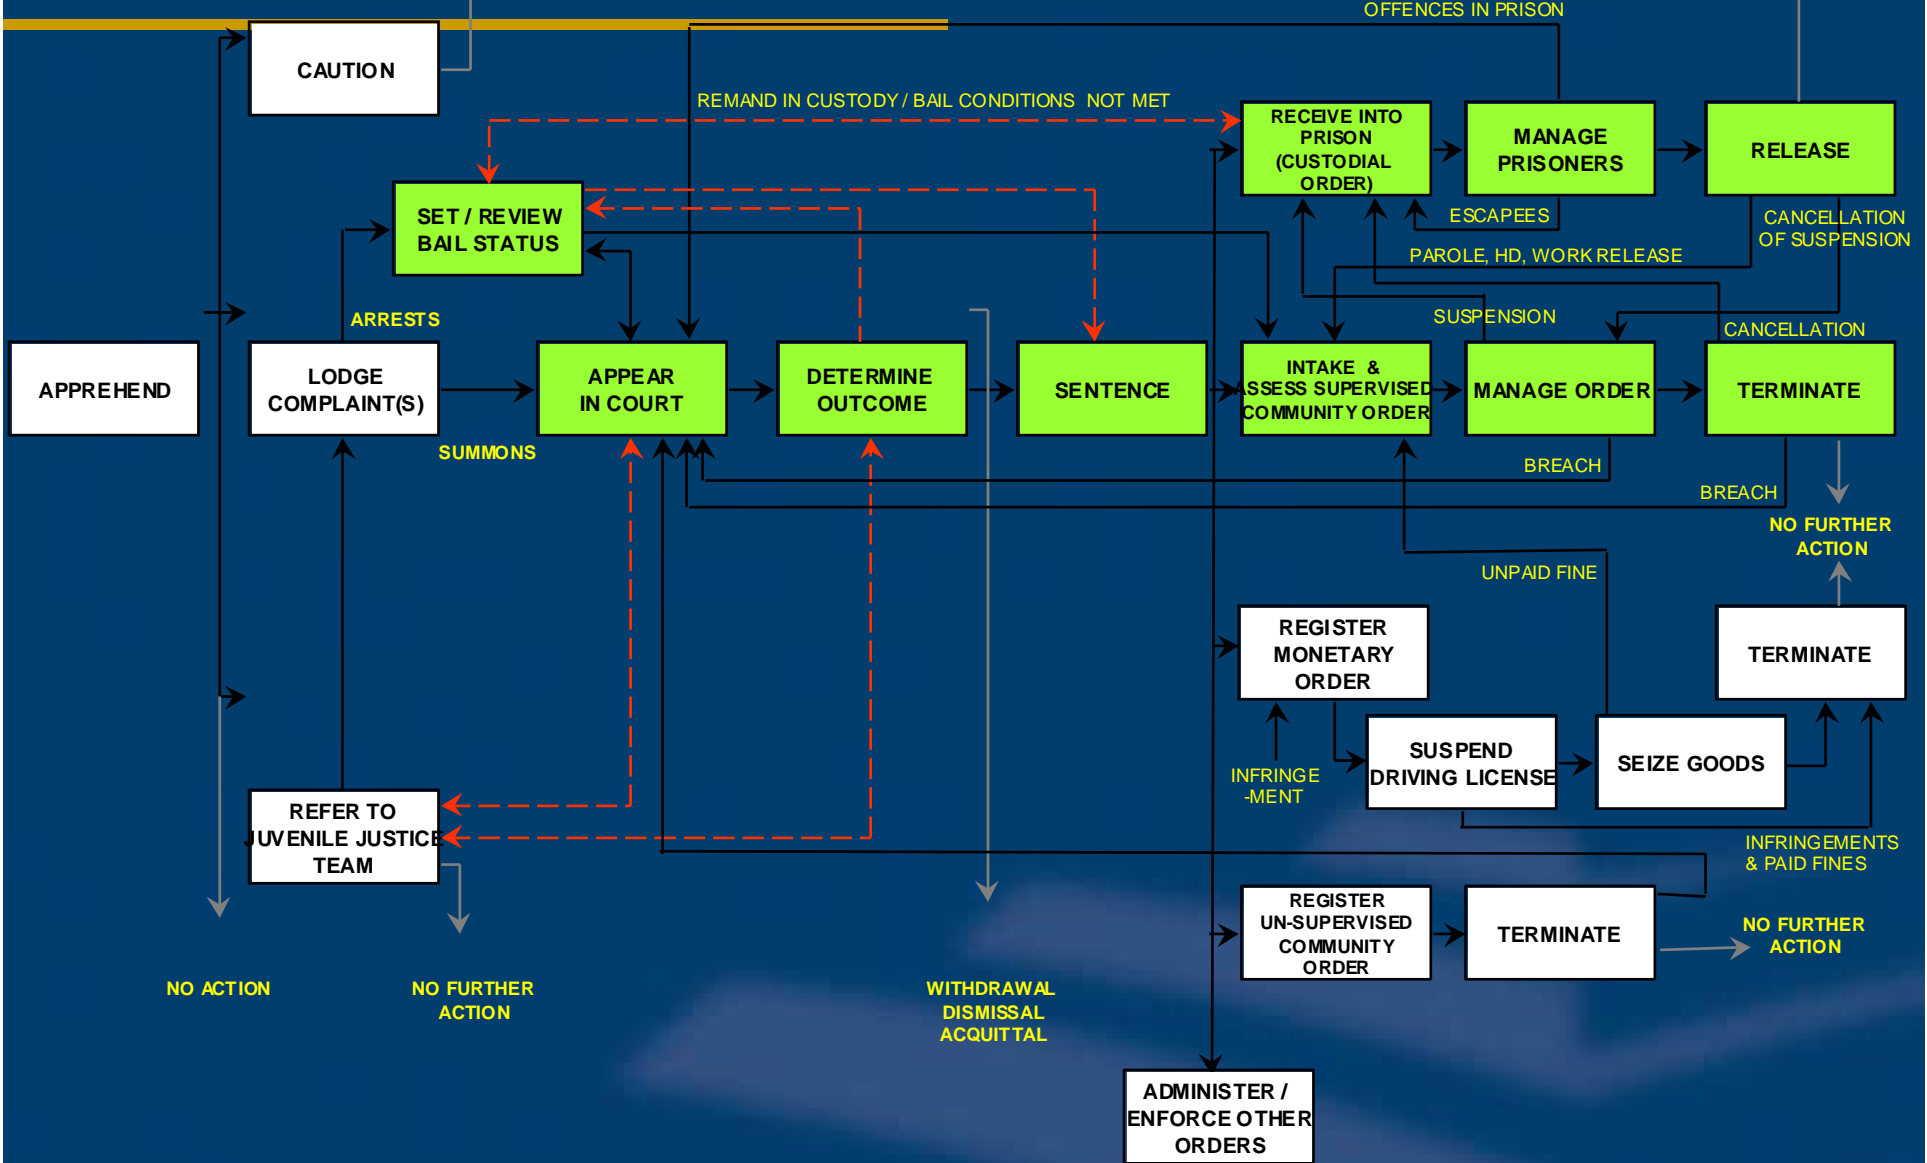 OFFENCES IN PRISON
CAUTION
REMAND IN CUSTODY / BAIL CONDITIONS NOT MET
RECEIVE INTO
PRISON
(CUSTODIAL
ORDER)
MANAGE
PRISONERS
RELEASE
SET / REVIEW
BAIL STATUS
ESCAPEES
CANCELLATION
OF SUSPENSION
PAROLE, HD, WORK RELEASE
ARRESTS
SUSPENSION
CANCELLATION
APPREHEND
LODGE
COMPLAINT(S)
APPEAR
IN COURT
DETERMINE
OUTCOME
SENTENCE
INTAKE &
ASSESS SUPERVISED
COMMUNITY ORDER
MANAGE ORDER
TERMINATE
SUMMONS
BREACH
BREACH
NO FURTHER
ACTION
UNPAID FINE
REGISTER
MONETARY
ORDER
TERMINATE
SUSPEND
DRIVING LICENSE
SEIZE GOODS
INFRINGE
-MENT
REFER TO
JUVENILE JUSTICE
TEAM
INFRINGEMENTS
& PAID FINES
REGISTER
UN-SUPERVISED
COMMUNITY
ORDER
TERMINATE
NO FURTHER
ACTION
NO ACTION
NO FURTHER
ACTION
WITHDRAWAL
DISMISSAL
ACQUITTAL
ADMINISTER /
ENFORCE OTHER
ORDERS